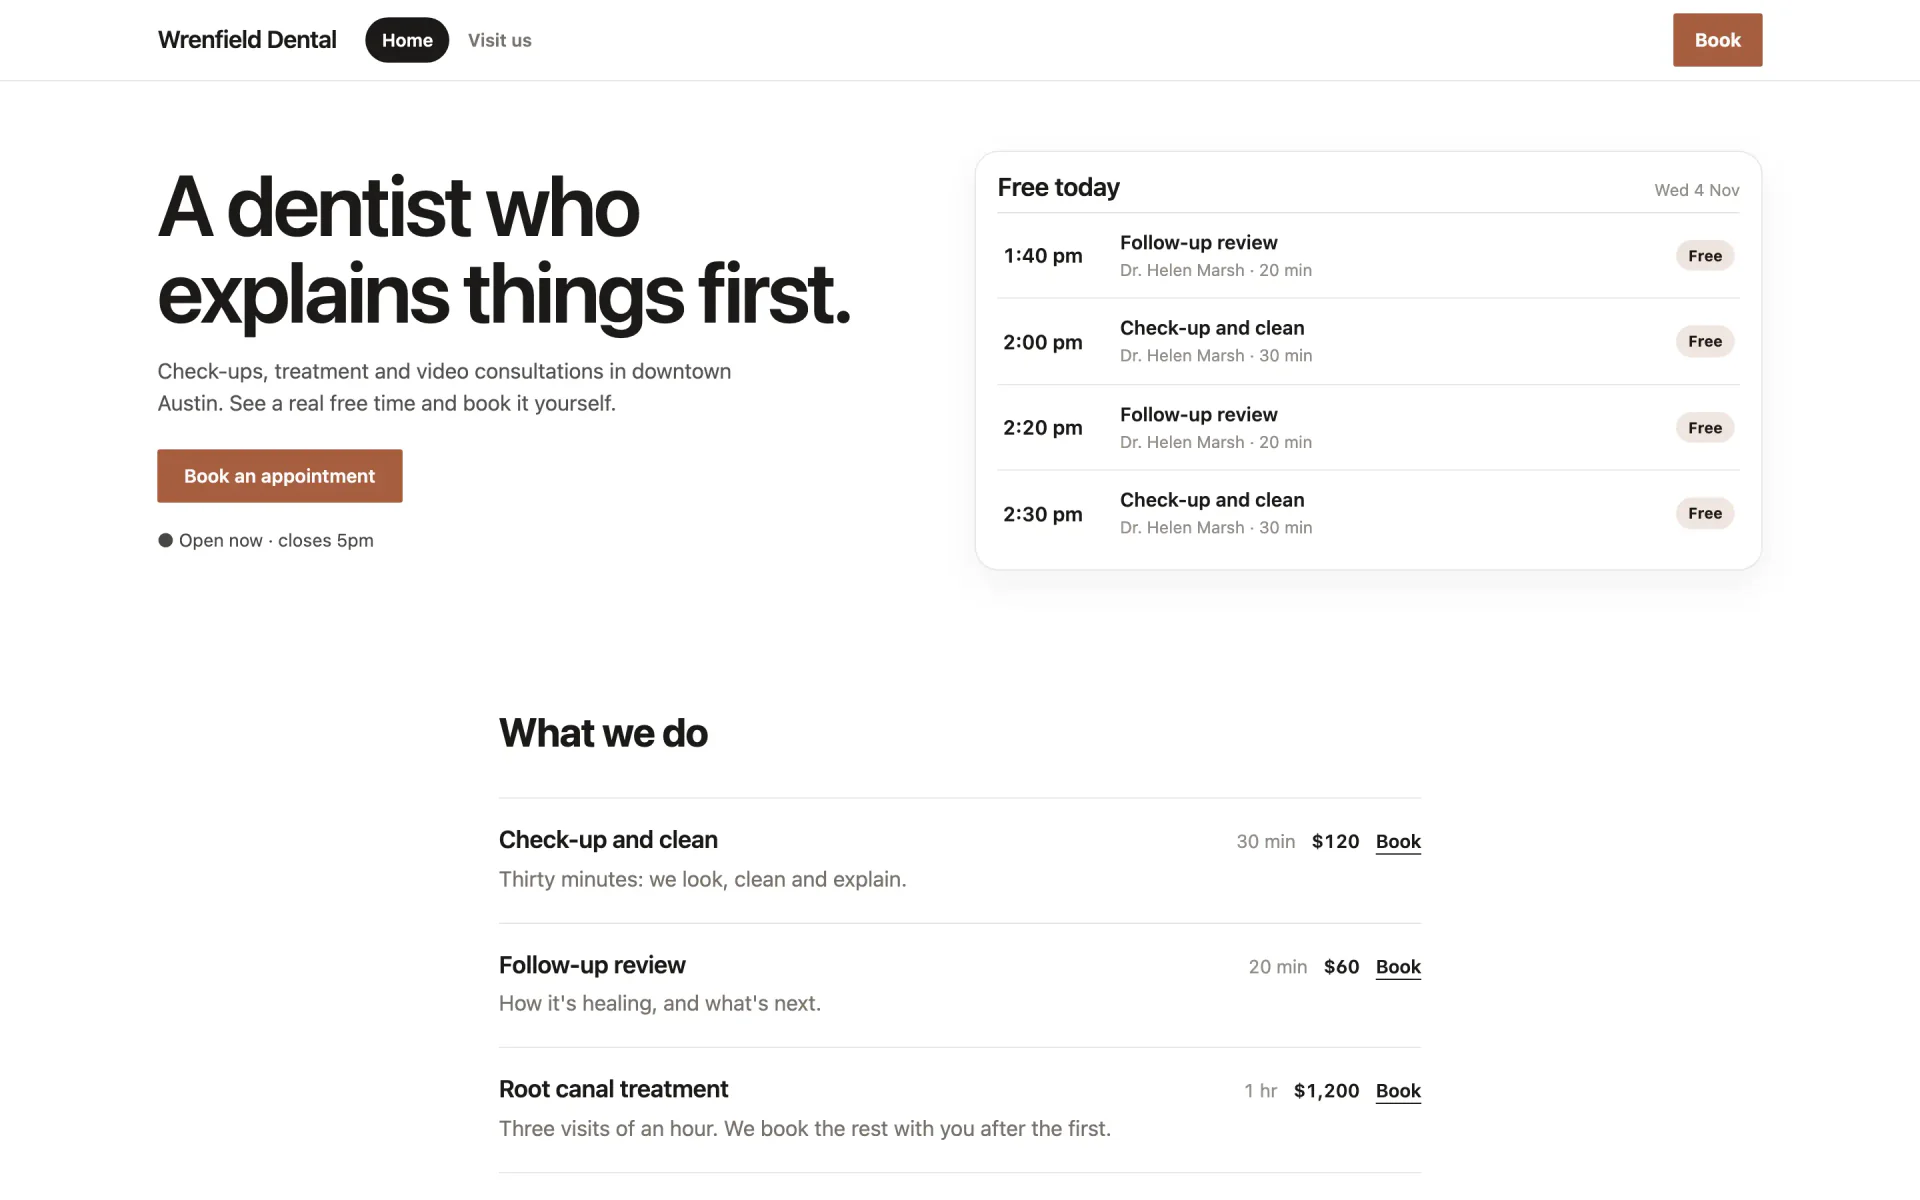 Wrenfield Dental
Home
Visit us
Book
A dentist who
explains things first.
Check-ups, treatment and video consultations in downtown
Austin. See a real free time and book it yourself.
Book an appointment
Open now · closes 5pm
Free today
Wed 4 Nov
1:40 pm
Follow-up review
Dr. Helen Marsh · 20 min
Free
2:00 pm
Check-up and clean
Dr. Helen Marsh · 30 min
Free
2:20 pm
Follow-up review
Dr. Helen Marsh · 20 min
Free
2:30 pm
Check-up and clean
Dr. Helen Marsh · 30 min
Free
What we do
Check-up and clean
30 min $120 Book
Thirty minutes: we look, clean and explain.
Follow-up review
20 min $60 Book
How it's healing, and what's next.
Root canal treatment
1 hr $1,200 Book
Three visits of an hour. We book the rest with you after the first.